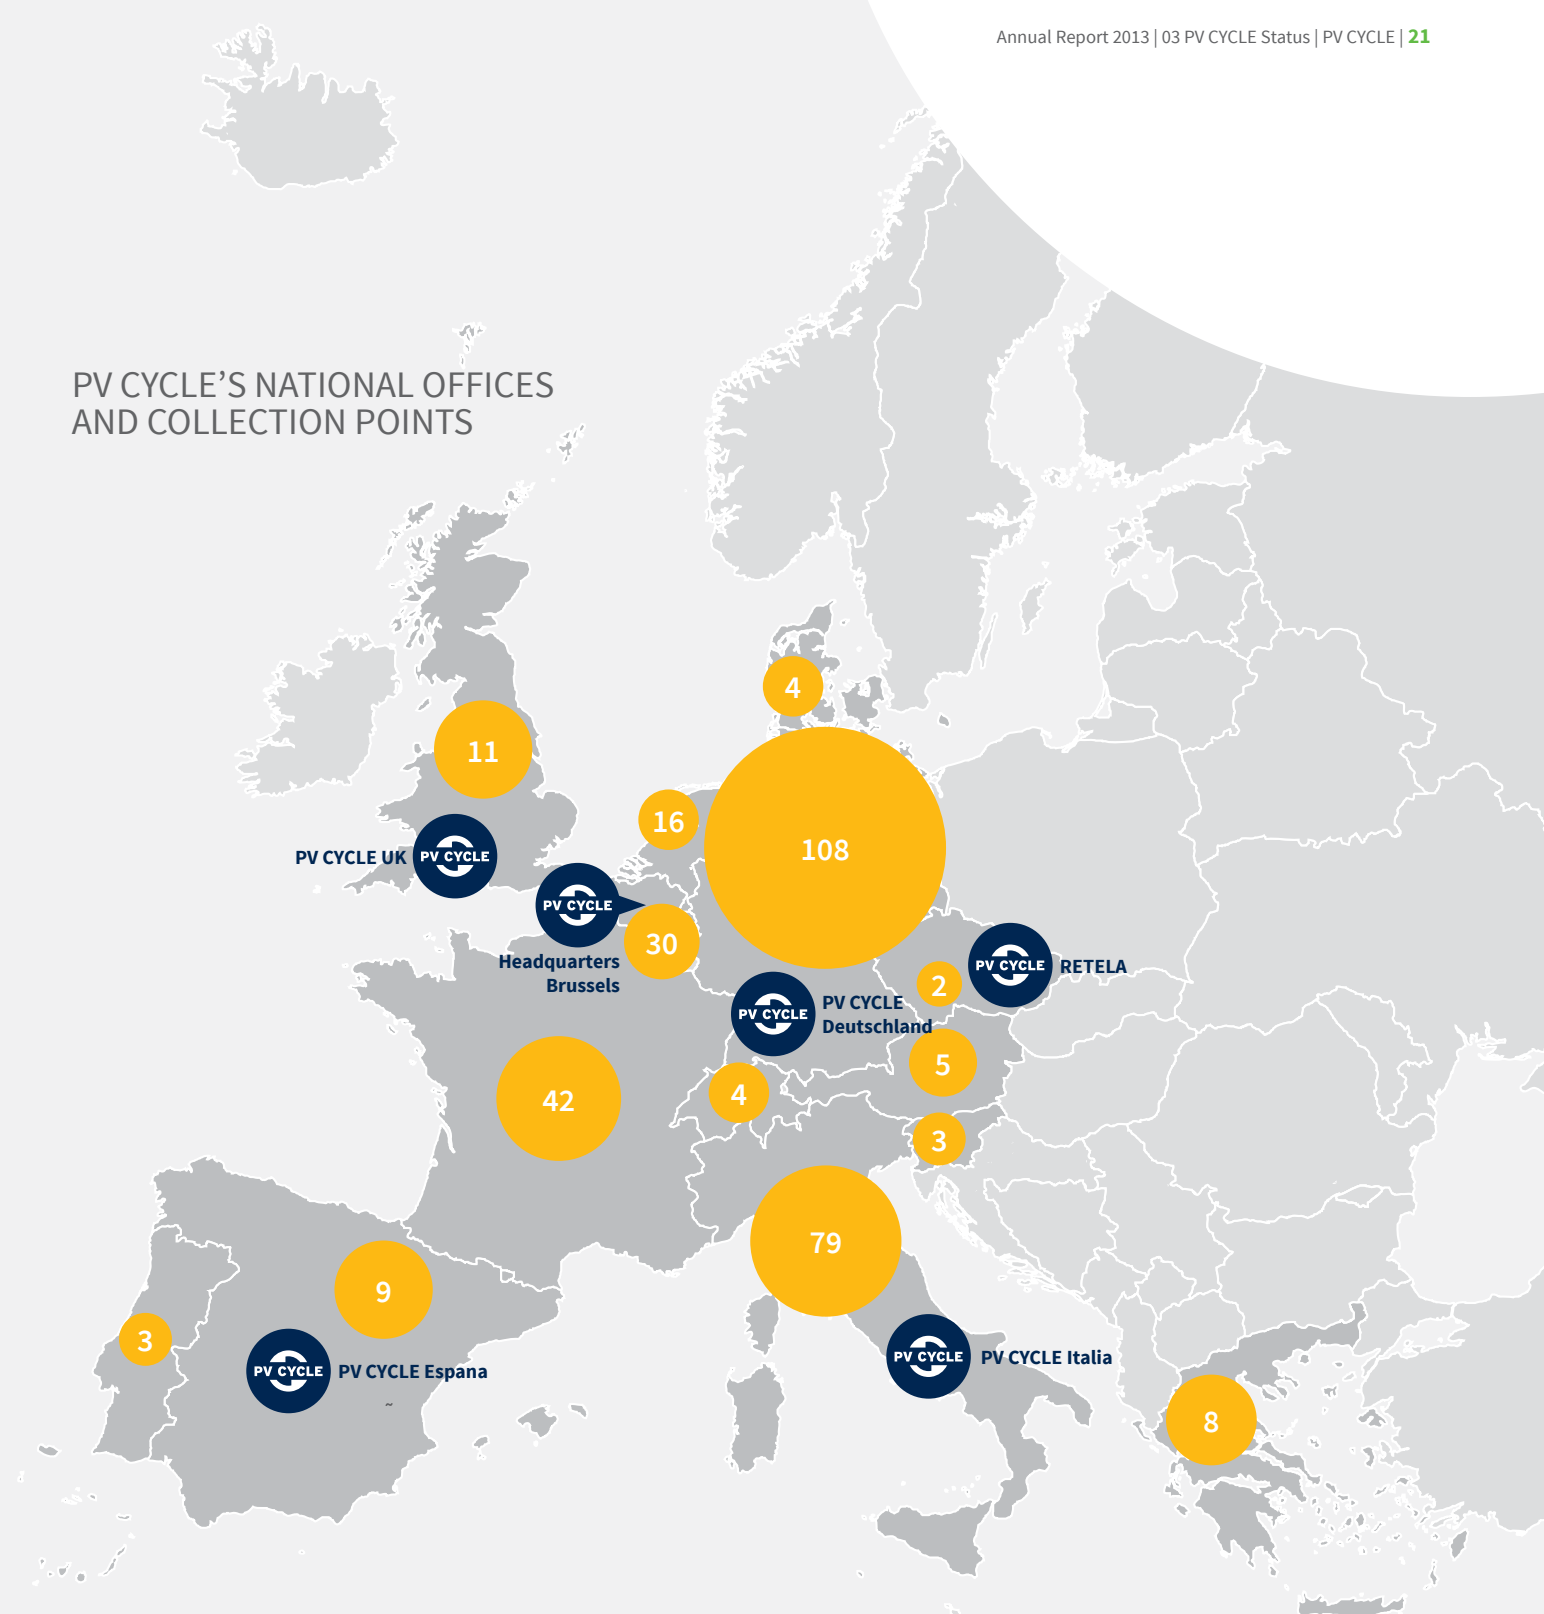 Annual Report 2013 | 03 PV CYCLE Status | PV CYCLE | 21
PV CYCLE’S NATIONAL OFFICES
AND COLLECTION POINTS
4
11
16
108
PV CYCLE UK
PV CYCLE
PV CYCLE
30
Headquarters
Brussels
PV CYCLE
RETELA
2
PV CYCLE
PV CYCLE
Deutschland
5
42
4
3
79
9
3
PV CYCLE
PV CYCLE Espana
~
PV CYCLE
PV CYCLE Italia
8